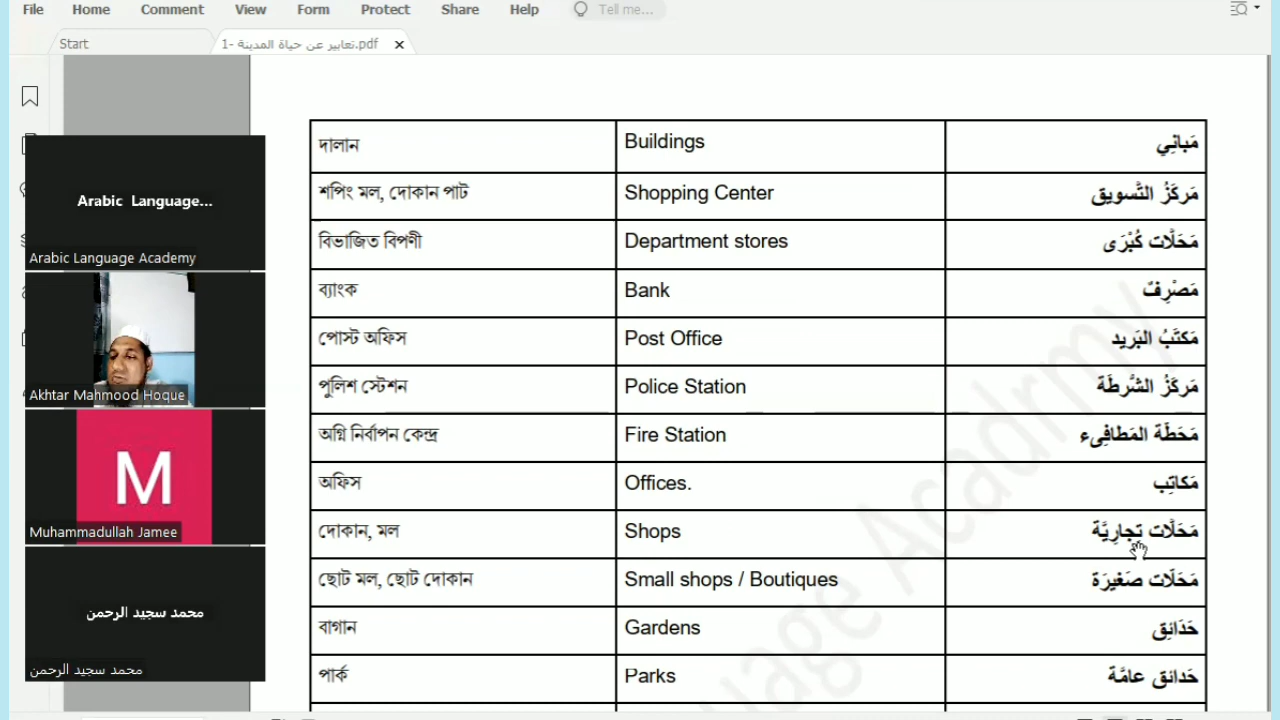 File Home Comment View Form Protect Share Help Tell me...
Start 1- تعابير عن حياة المدينة.pdf
দালান Buildings مَبانِي
শপিং মল, দোকান পাট Shopping Center مَركَزُ التَّسويق
বিভাজিত বিপণী Department stores مَحَلّات كُبْرَى
ব্যাংক Bank مَصْرِفٌ
পোস্ট অফিস Post Office مَكتَبُ البَريد
পুলিশ স্টেশন Police Station مَركَزُ الشَّرطَة
অগ্নি নির্বাপন কেন্দ্র Fire Station مَحَطّة المَطافِىء
অফিস Offices. مَكاتِب
দোকান, মল Shops مَحَلّات تِجارِيَّة
ছোট মল, ছোট দোকান Small shops / Boutiques مَحَلّات صَغيرَة
বাগান Gardens حَدَائِق
পার্ক Parks حَدائق عامَّة
Arabic Language...
Arabic Language Academy
Akhtar Mahmood Hoque
M
Muhammadullah Jamee
محمد سجيد الرحمن
محمد سجيد الرحمن
uage Acadrmy